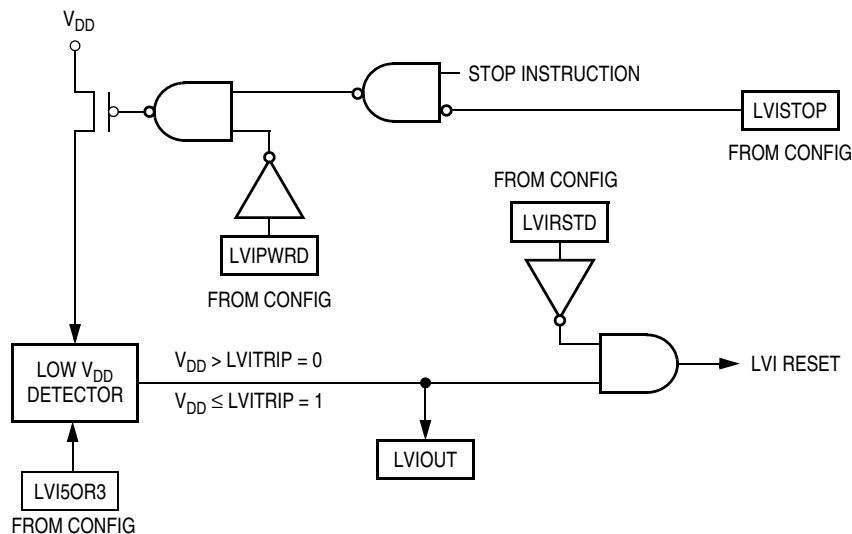 V_DD
STOP INSTRUCTION
LVISTOP
FROM CONFIG
FROM CONFIG
LVIRSTD
LVIPWRD
FROM CONFIG
LOW V_DD
DETECTOR
V_DD > LVITRIP = 0
V_DD ≤ LVITRIP = 1
LVI RESET
LVIOUT
LVI5OR3
FROM CONFIG